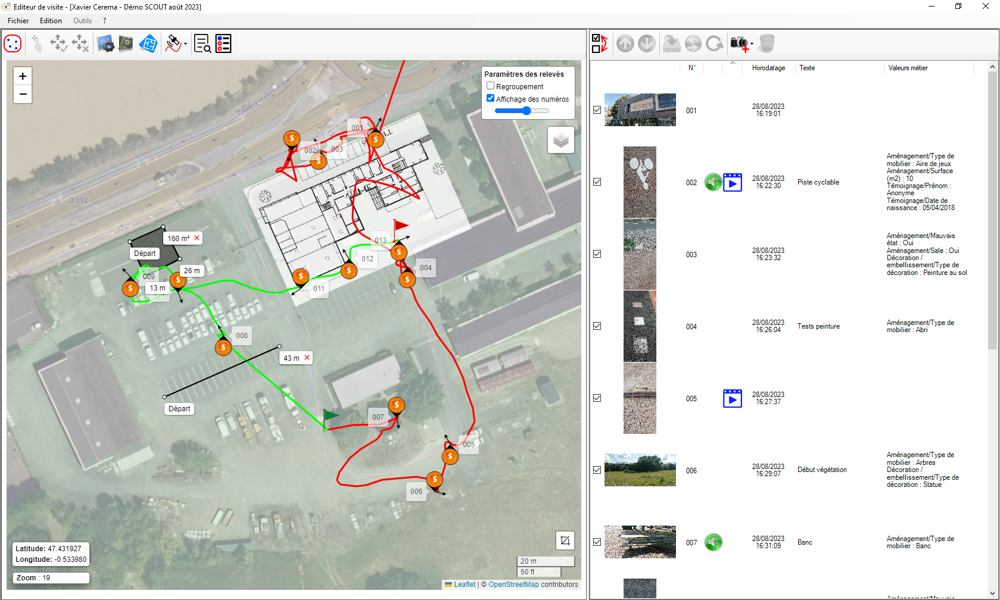 Editeur de visite - [Xavier Cerema - Démo SCOUT août 2023]
Fichier
Edition
Outils
?
+
−
Paramètres des relevés
Regroupement
Affichage des numéros
D 112
001
002
003
160 m²
Départ
26 m
009
13 m
013
012
004
011
008
43 m
Départ
007
005
006
Latitude: 47.431927
Longitude: -0.533980
Zoom : 19
20 m
50 ft
Leaflet | © OpenStreetMap contributors
N°
Horodatage
Texte
Valeurs métier
Cerema
001
28/08/2023
16:19:01
002
28/08/2023
16:22:30
Piste cyclable
Aménagement/Type de
mobilier : Aire de jeux
Aménagement/Surface
(m2) : 10
Témoignage/Prénom :
Anonyme
Témoignage/Date de
naissance : 05/04/2018
003
28/08/2023
16:23:32
Aménagement/Mauvais
état : Oui
Aménagement/Sale : Oui
Décoration /
embellissement/Type de
décoration : Peinture au sol
004
28/08/2023
16:26:04
Tests peinture
Aménagement/Type de
mobilier : Abri
005
28/08/2023
16:27:37
006
28/08/2023
16:29:07
Début végétation
Aménagement/Type de
mobilier : Arbres
Décoration /
embellissement/Type de
décoration : Statue
007
28/08/2023
16:31:09
Banc
Aménagement/Type de
mobilier : Banc
Aménagement/Mauvais